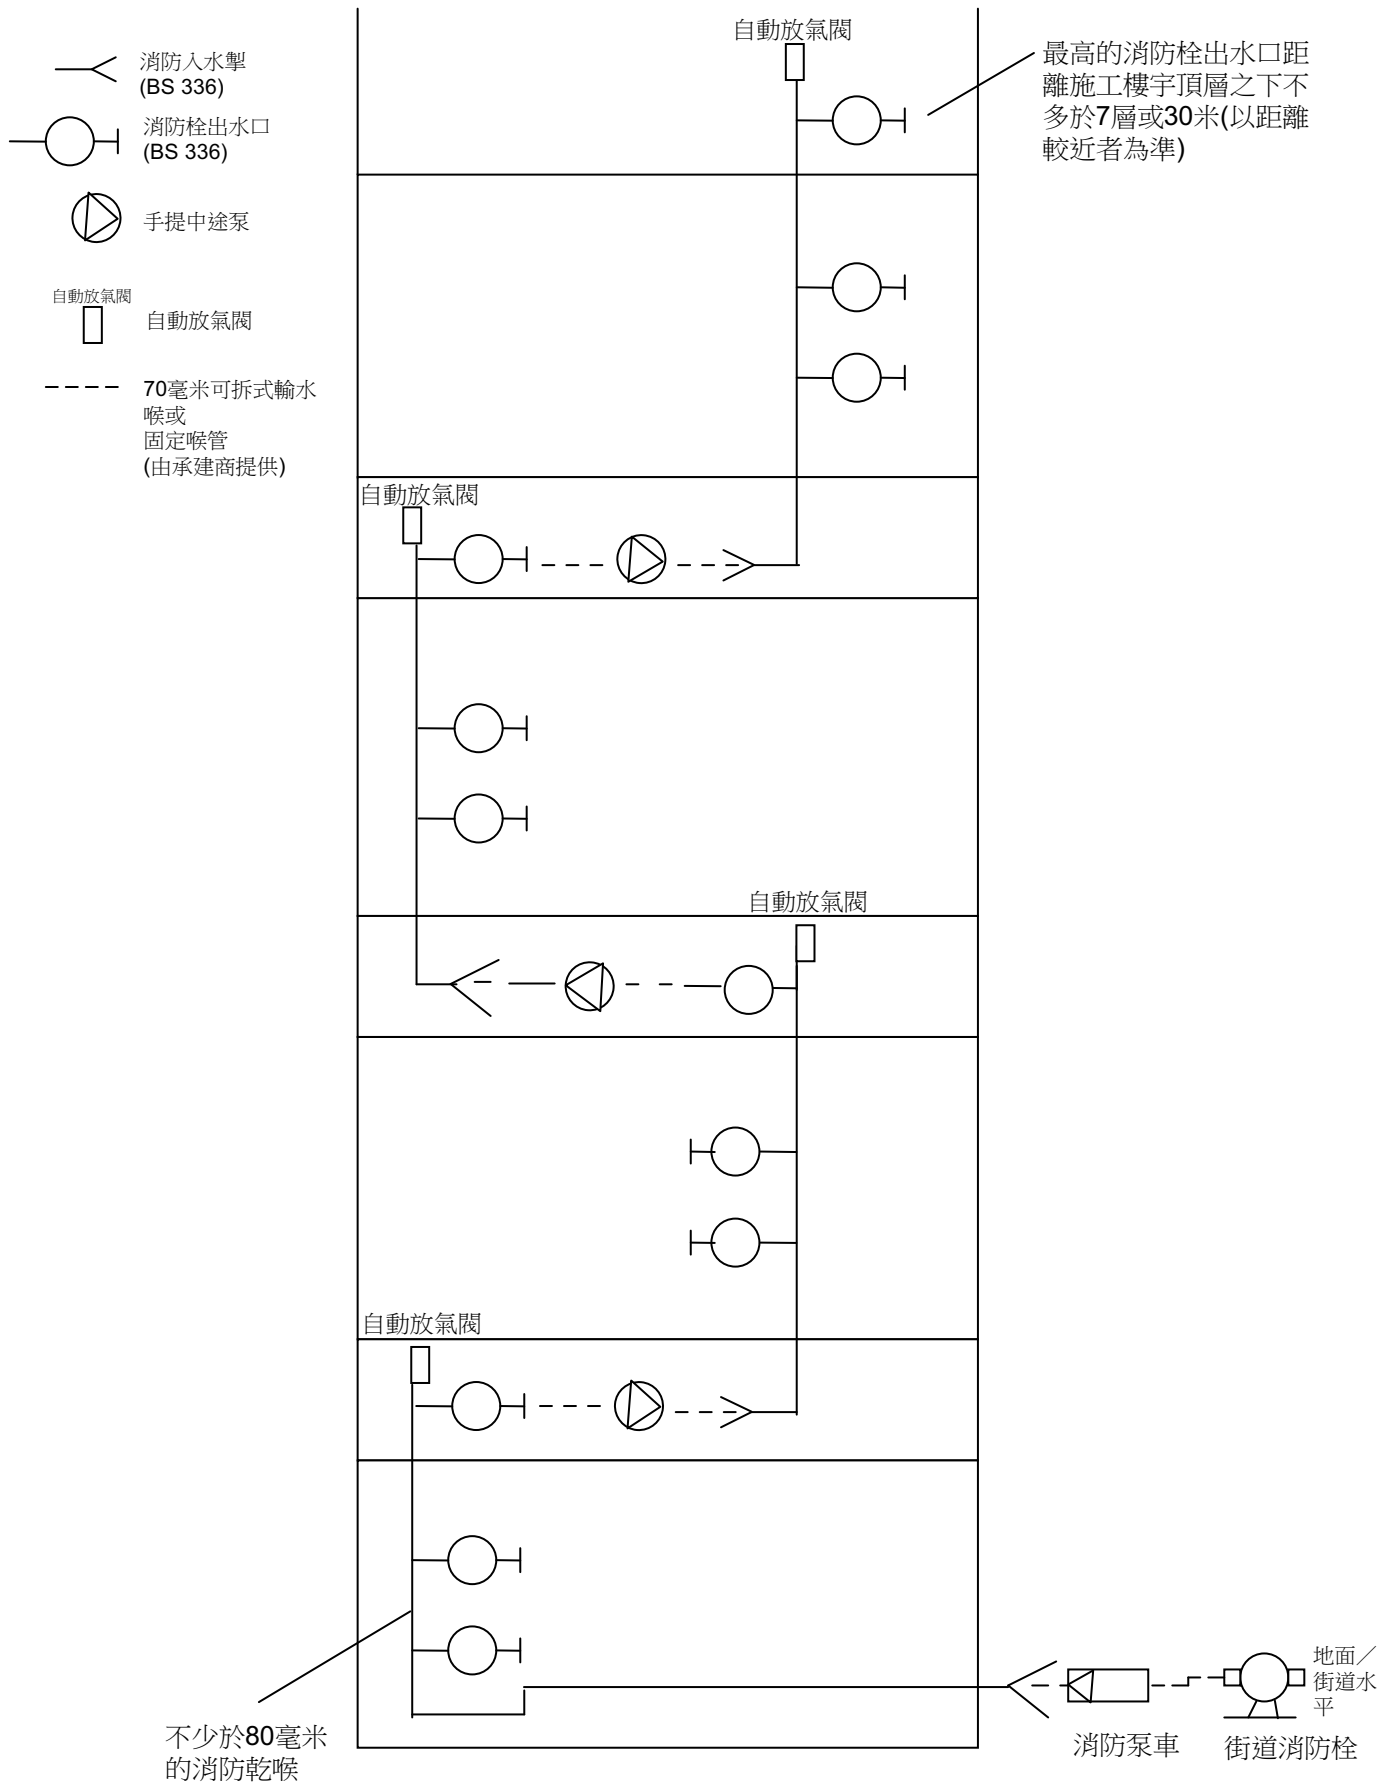 自動放氣閥
消防入水掣
(BS 336)
最高的消防栓出水口距
離施工樓宇頂層之下不
多於7層或30米(以距離
較近者為準)
消防栓出水口
(BS 336)
手提中途泵
自動放氣閥
自動放氣閥
70毫米可拆式輸水
喉或
固定喉管
(由承建商提供)
自動放氣閥
自動放氣閥
自動放氣閥
不少於80毫米
的消防乾喉
地面／
街道水
平
消防泵車
街道消防栓